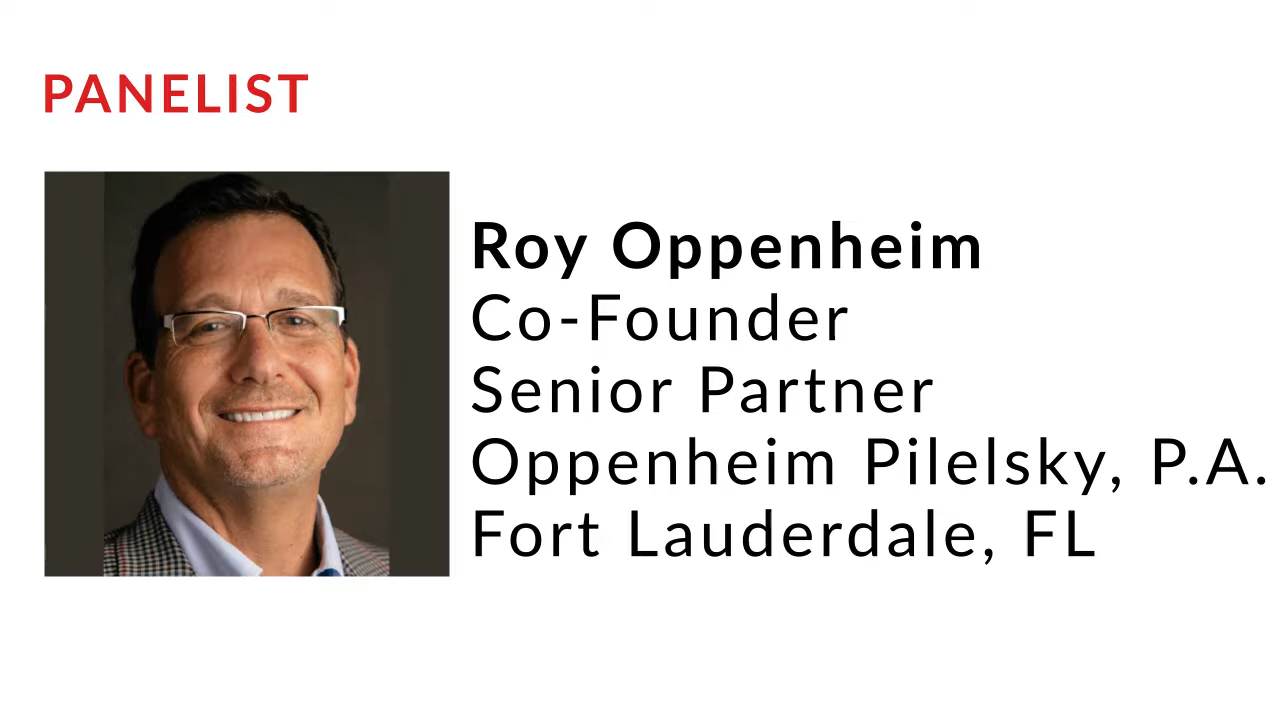 PANELIST
Roy Oppenheim
Co-Founder
Senior Partner
Oppenheim Pilelsky, P.A.
Fort Lauderdale, FL